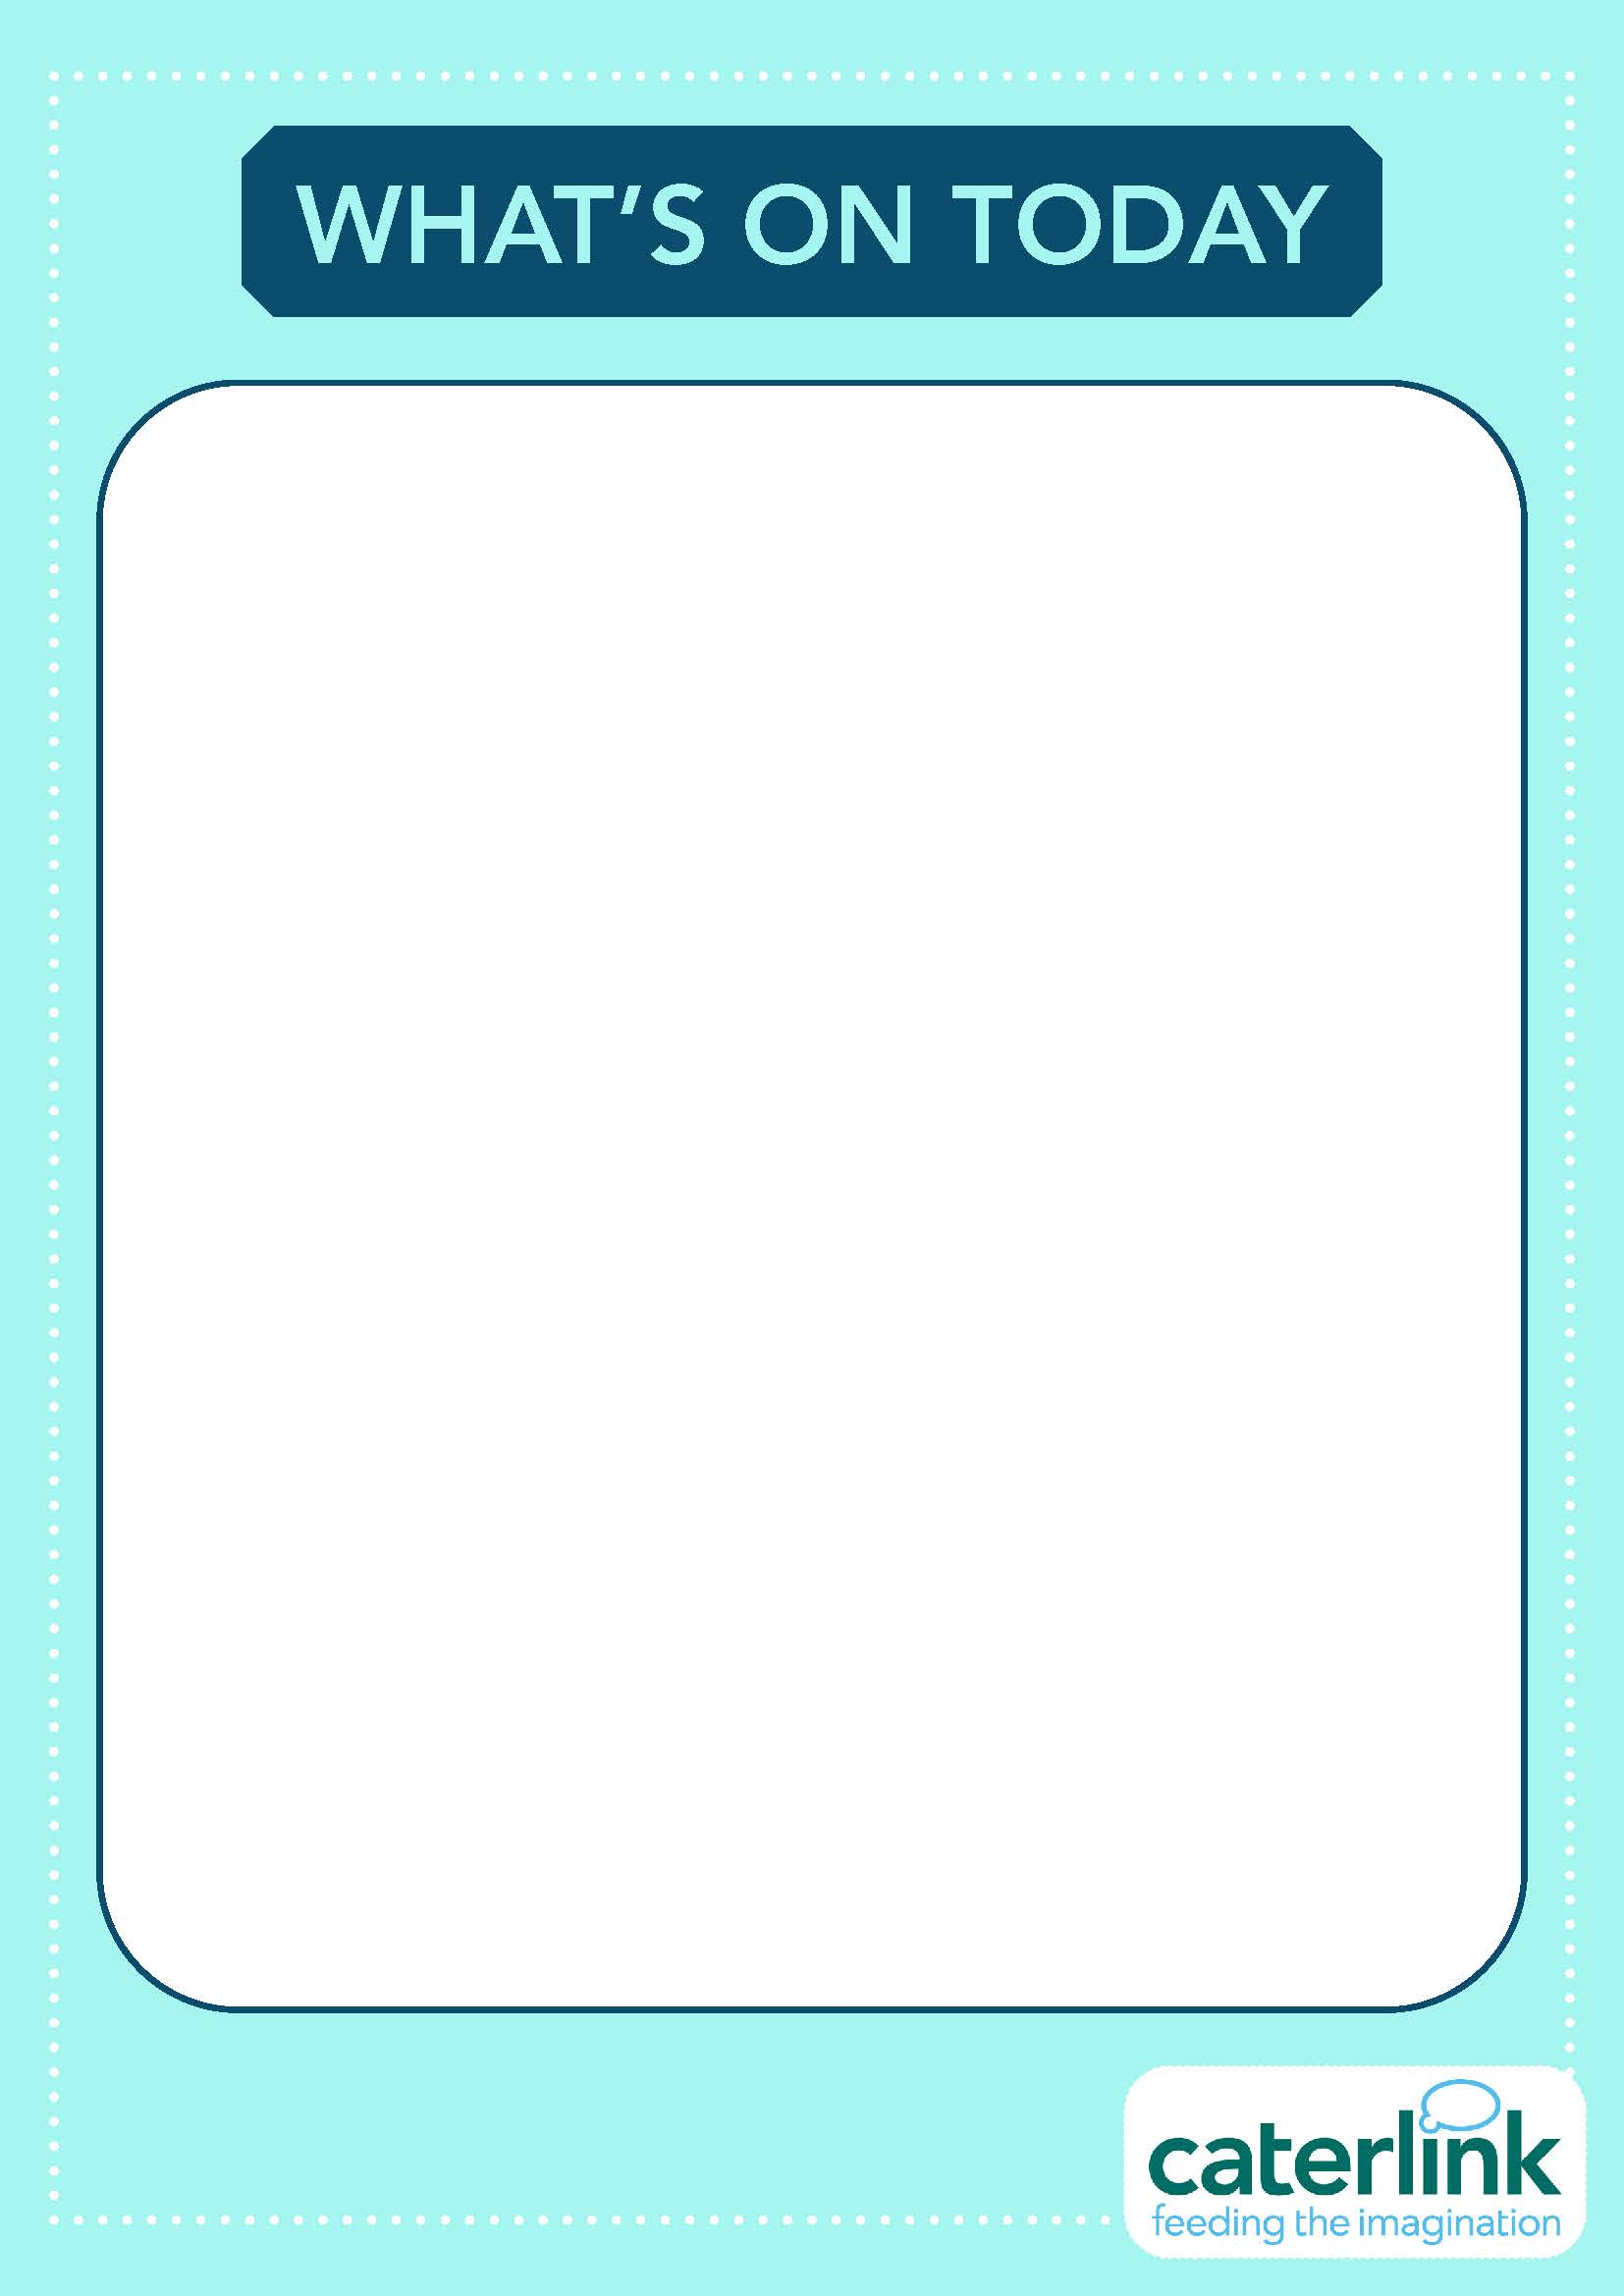 WHAT’S ON TODAY
caterlink
feeding the imagination